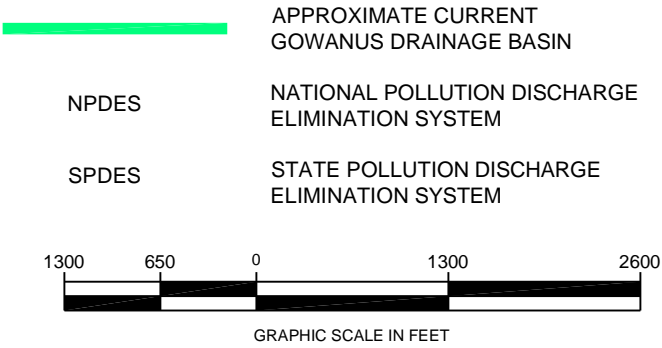 APPROXIMATE CURRENT
GOWANUS DRAINAGE BASIN
NPDES
NATIONAL POLLUTION DISCHARGE
ELIMINATION SYSTEM
SPDES
STATE POLLUTION DISCHARGE
ELIMINATION SYSTEM
1300 650 0 1300 2600
GRAPHIC SCALE IN FEET